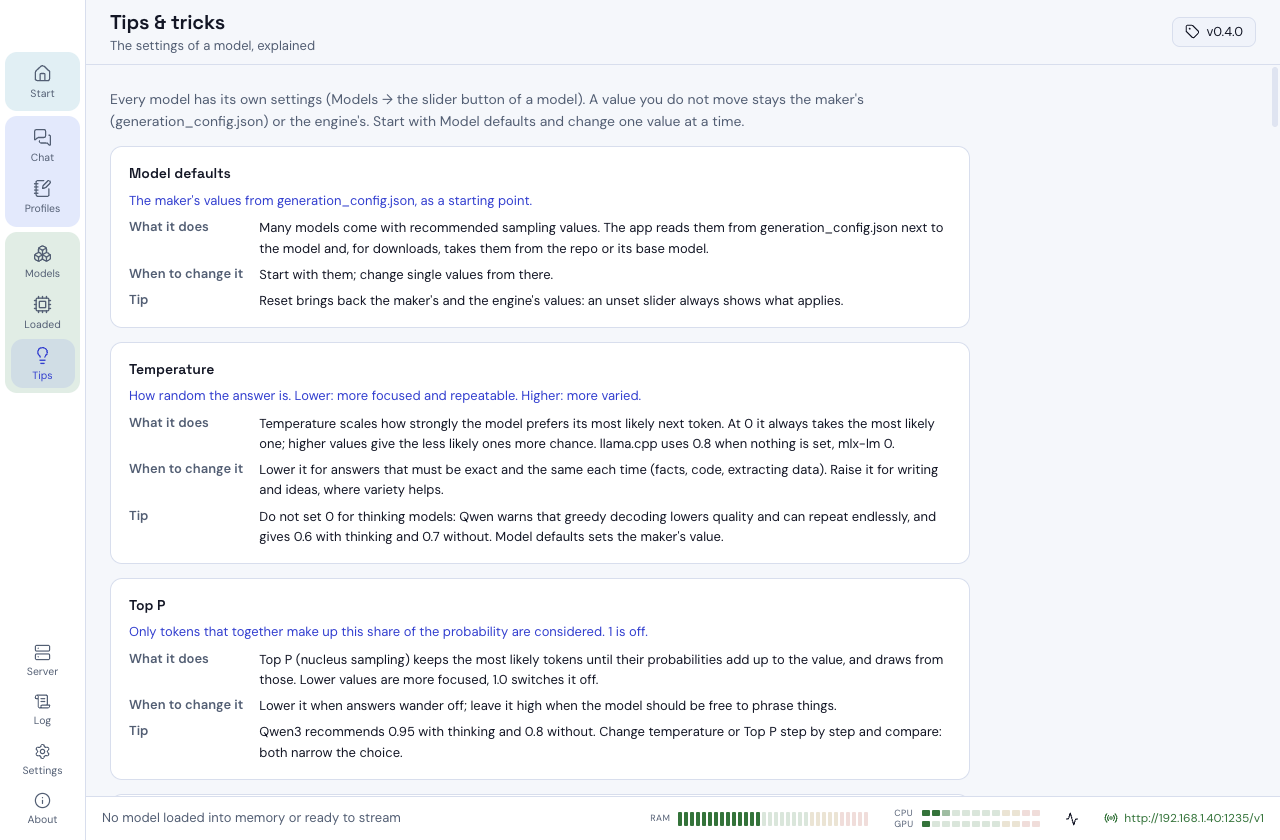 Tips & tricks
The settings of a model, explained
v0.4.0
Start
Chat
Profiles
Models
Loaded
Tips
Server
Log
Settings
About
Every model has its own settings (Models → the slider button of a model). A value you do not move stays the maker's
(generation_config.json) or the engine's. Start with Model defaults and change one value at a time.
Model defaults
The maker's values from generation_config.json, as a starting point.
What it does Many models come with recommended sampling values. The app reads them from generation_config.json next to
the model and, for downloads, takes them from the repo or its base model.
When to change it Start with them; change single values from there.
Tip Reset brings back the maker's and the engine's values: an unset slider always shows what applies.
Temperature
How random the answer is. Lower: more focused and repeatable. Higher: more varied.
What it does Temperature scales how strongly the model prefers its most likely next token. At 0 it always takes the most likely
one; higher values give the less likely ones more chance. llama.cpp uses 0.8 when nothing is set, mlx-lm 0.
When to change it Lower it for answers that must be exact and the same each time (facts, code, extracting data). Raise it for writing
and ideas, where variety helps.
Tip Do not set 0 for thinking models: Qwen warns that greedy decoding lowers quality and can repeat endlessly, and
gives 0.6 with thinking and 0.7 without. Model defaults sets the maker's value.
Top P
Only tokens that together make up this share of the probability are considered. 1 is off.
What it does Top P (nucleus sampling) keeps the most likely tokens until their probabilities add up to the value, and draws from
those. Lower values are more focused, 1.0 switches it off.
When to change it Lower it when answers wander off; leave it high when the model should be free to phrase things.
Tip Qwen3 recommends 0.95 with thinking and 0.8 without. Change temperature or Top P step by step and compare:
both narrow the choice.
No model loaded into memory or ready to stream
RAM
CPU
GPU
http://192.168.1.40:1235/v1